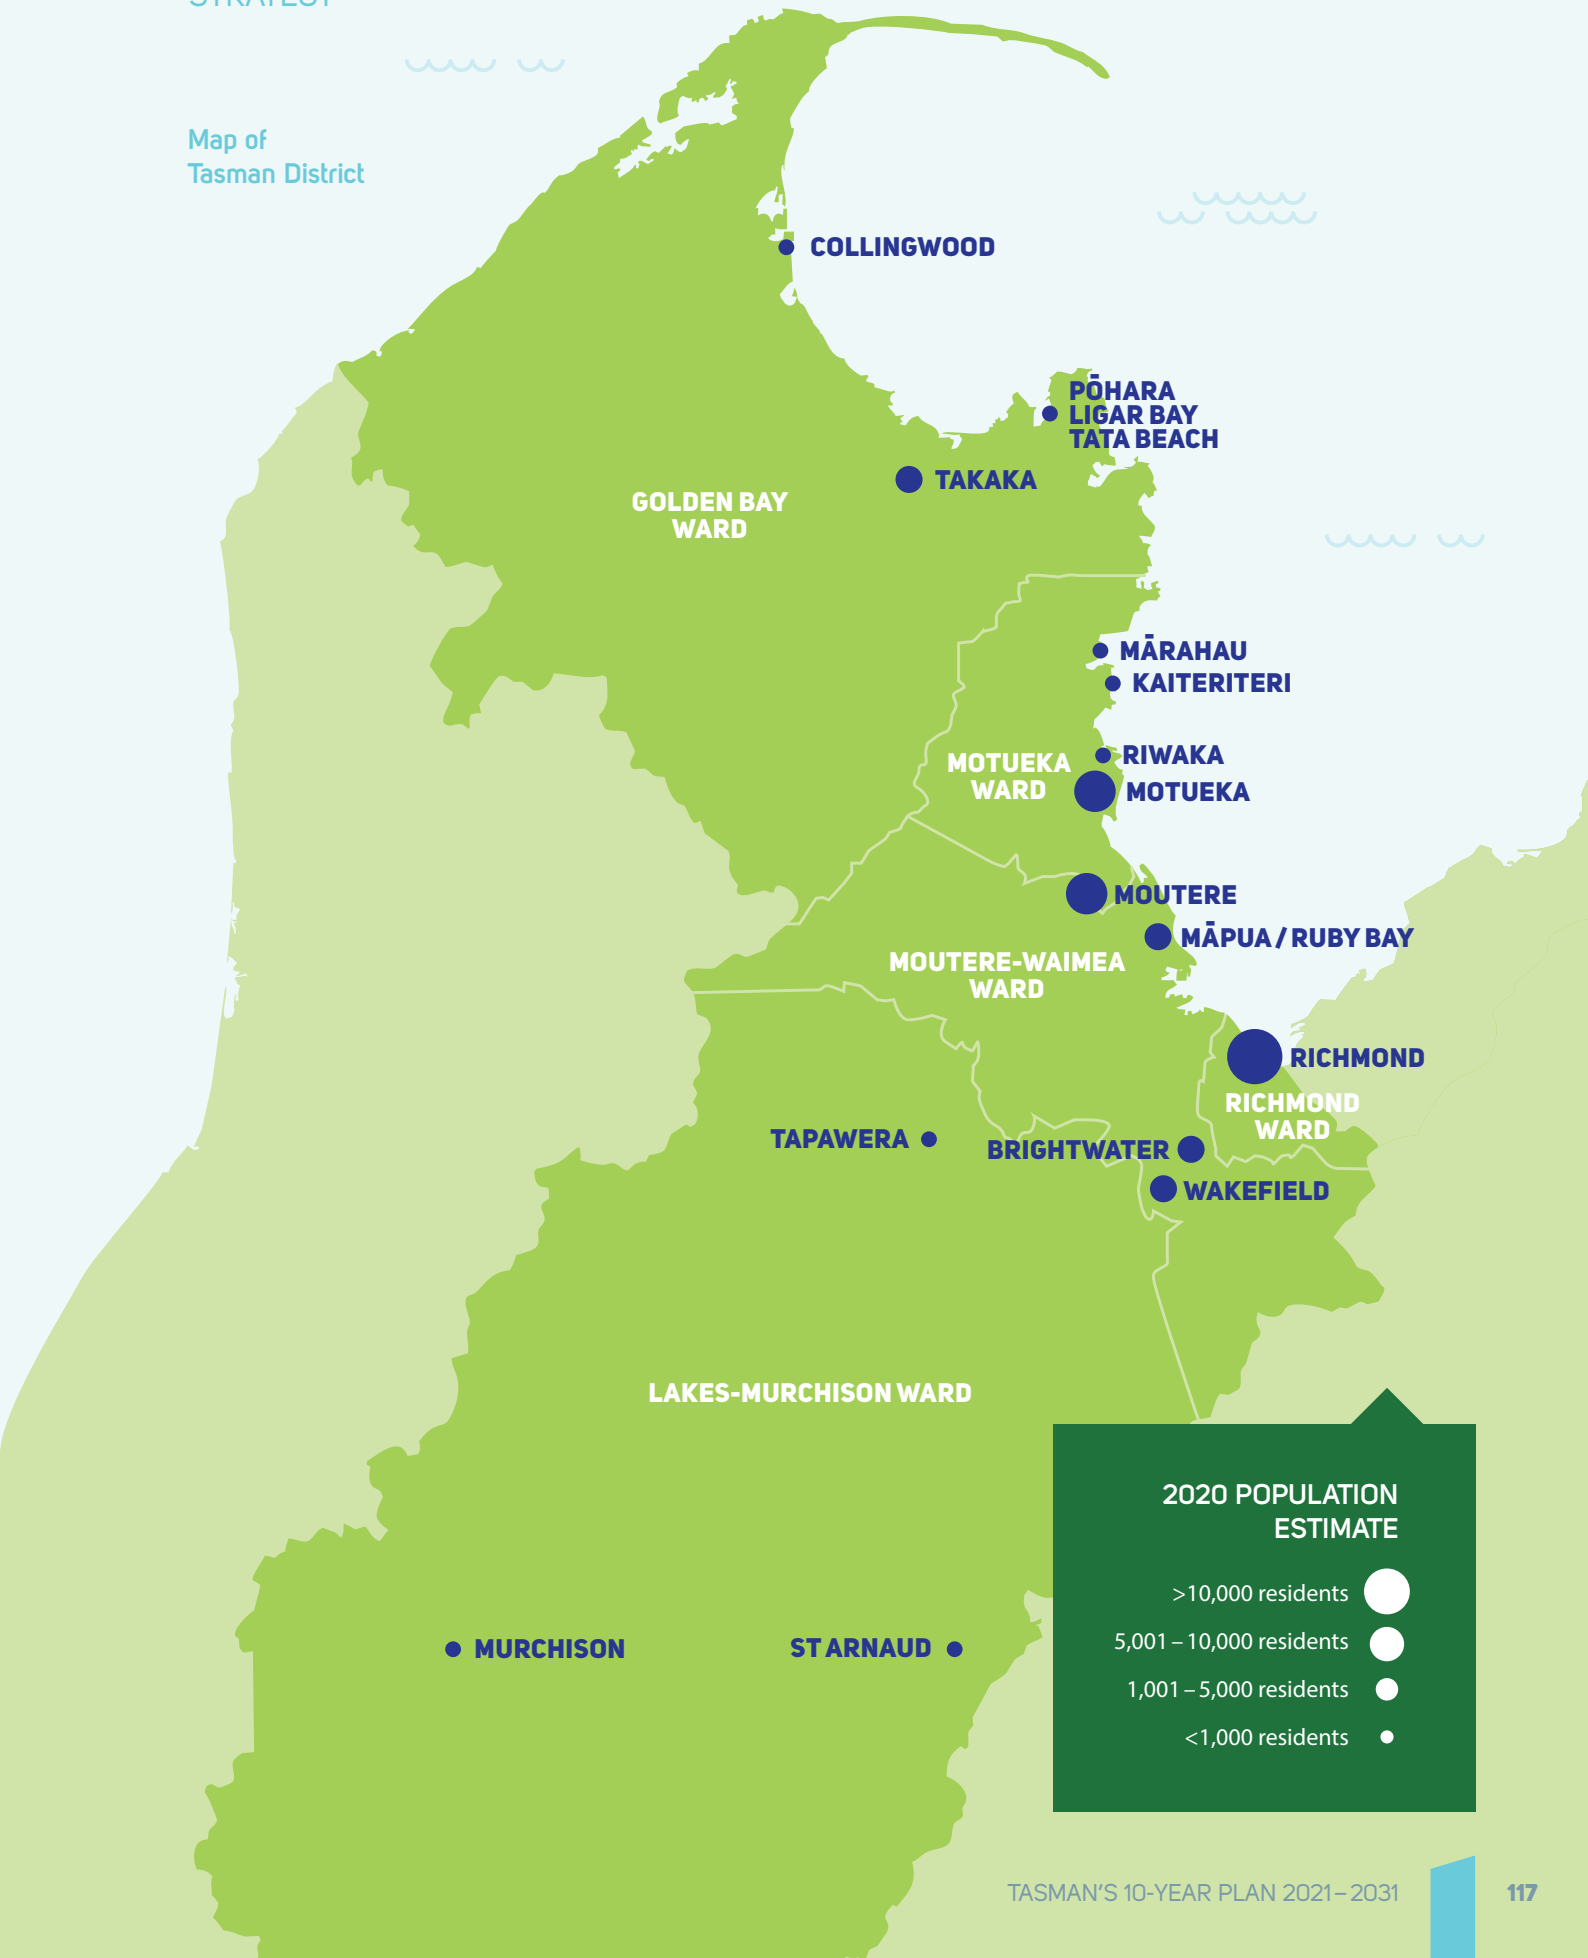 STRATEGY
Map of
Tasman District
COLLINGWOOD
PŌHARA
LIGAR BAY
TATA BEACH
TAKAKA
GOLDEN BAY
WARD
MĀRAHAU
KAITERITERI
RIWAKA
MOTUEKA
WARD
MOTUEKA
MOUTERE
MĀPUA / RUBY BAY
MOUTERE-WAIMEA
WARD
RICHMOND
RICHMOND
WARD
TAPAWERA
BRIGHTWATER
WAKEFIELD
LAKES-MURCHISON WARD
2020 POPULATION
ESTIMATE
>10,000 residents
5,001 – 10,000 residents
1,001 – 5,000 residents
<1,000 residents
MURCHISON
ST ARNAUD
TASMAN'S 10-YEAR PLAN 2021 – 2031
117